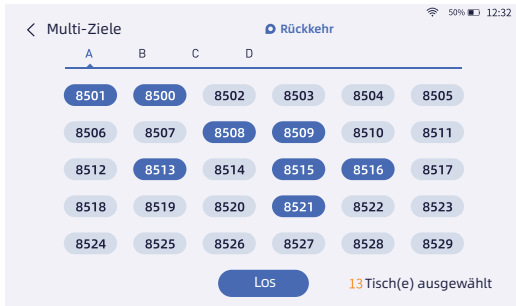 50% 12:32
Multi-Ziele Rückkehr
A B C D
8501 8500 8502 8503 8504 8505
8506 8507 8508 8509 8510 8511
8512 8513 8514 8515 8516 8517
8518 8519 8520 8521 8522 8523
8524 8525 8526 8527 8528 8529
Los 13 Tisch(e) ausgewählt